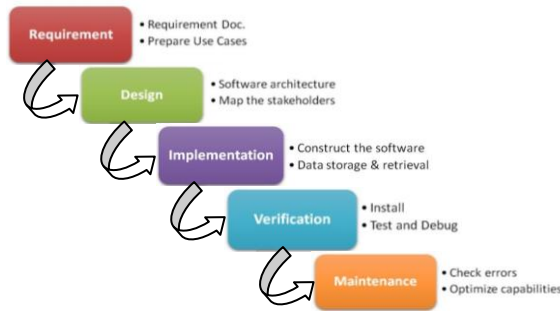 Requirement
• Requirement Doc.
• Prepare Use Cases
Design
• Software architecture
• Map the stakeholders
Implementation
• Construct the software
• Data storage & retrieval
Verification
• Install
• Test and Debug
Maintenance
• Check errors
• Optimize capabilities